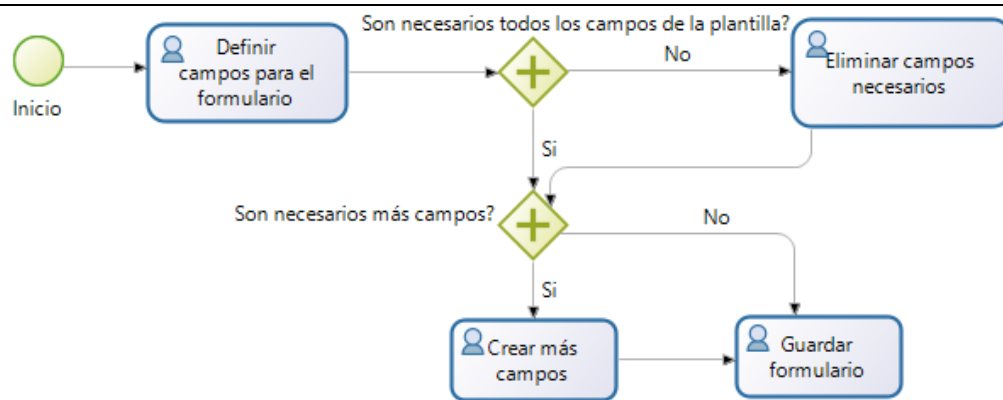 Son necesarios todos los campos de la plantilla?
Definir
campos para el
formulario
No
Eliminar campos
necesarios
Inicio
Si
Son necesarios más campos?
No
Si
Crear más
campos
Guardar
formulario